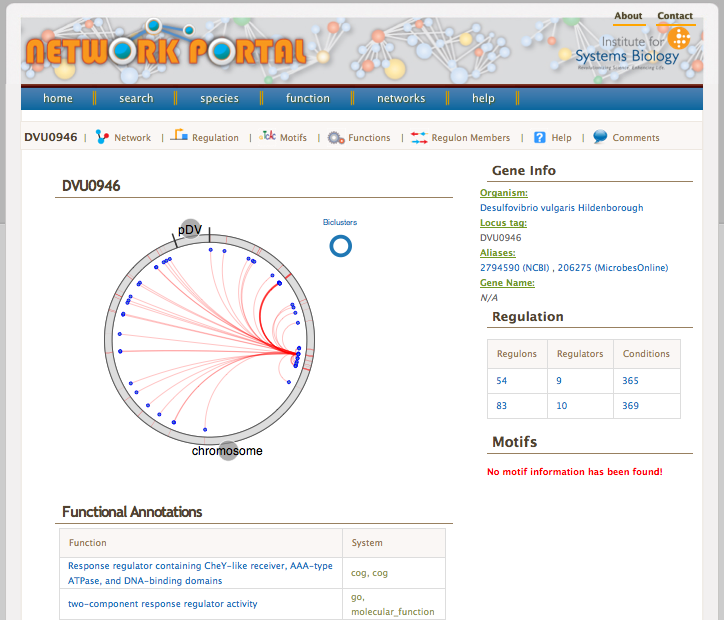 About Contact
NETWORK PORTAL
Institute for
Systems Biology
Revolutionizing Science. Enhancing Life.
home search species function networks help
DVU0946 | Network | Regulation | Motifs | Functions | Regulon Members | Help | Comments
DVU0946
pDV
chromosome
Biclusters
Gene Info
Organism:
Desulfovibrio vulgaris Hildenborough
Locus tag:
DVU0946
Aliases:
2794590 (NCBI) , 206275 (MicrobesOnline)
Gene Name:
N/A
Regulation
Regulons Regulators Conditions
54 9 365
83 10 369
Motifs
No motif information has been found!
Functional Annotations
Function System
Response regulator containing CheY-like receiver, AAA-type
ATPase, and DNA-binding domains
cog, cog
two-component response regulator activity
go,
molecular_function